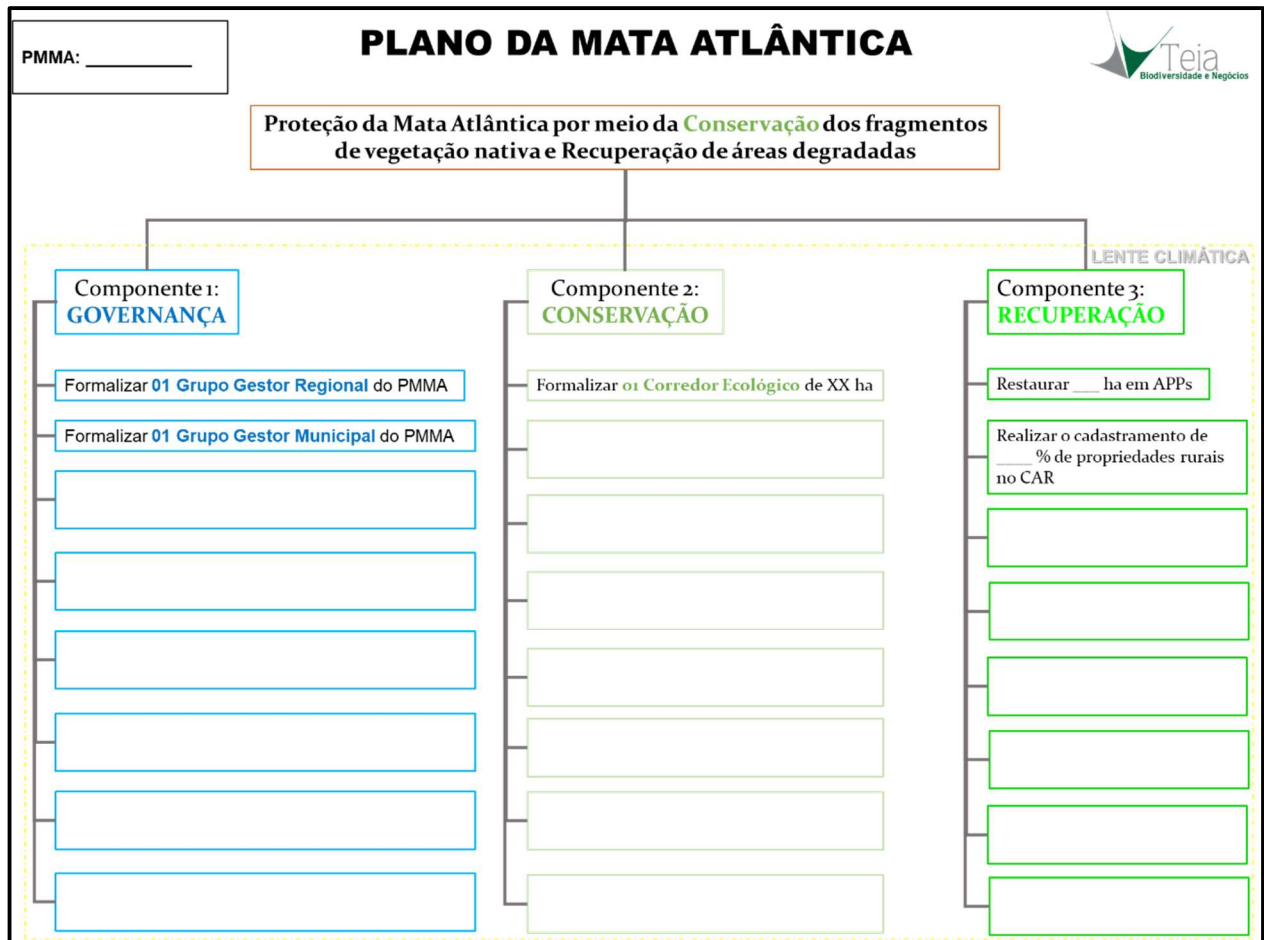 PMMA: ___________
PLANO DA MATA ATLÂNTICA
Teia
Biodiversidade e Negócios
Proteção da Mata Atlântica por meio da Conservação dos fragmentos
de vegetação nativa e Recuperação de áreas degradadas
LENTE CLIMÁTICA
Componente 1:
GOVERNANÇA
Formalizar 01 Grupo Gestor Regional do PMMA
Formalizar 01 Grupo Gestor Municipal do PMMA
Componente 2:
CONSERVAÇÃO
Formalizar 01 Corredor Ecológico de XX ha
Componente 3:
RECUPERAÇÃO
Restaurar ___ ha em APPs
Realizar o cadastramento de
____ % de propriedades rurais
no CAR